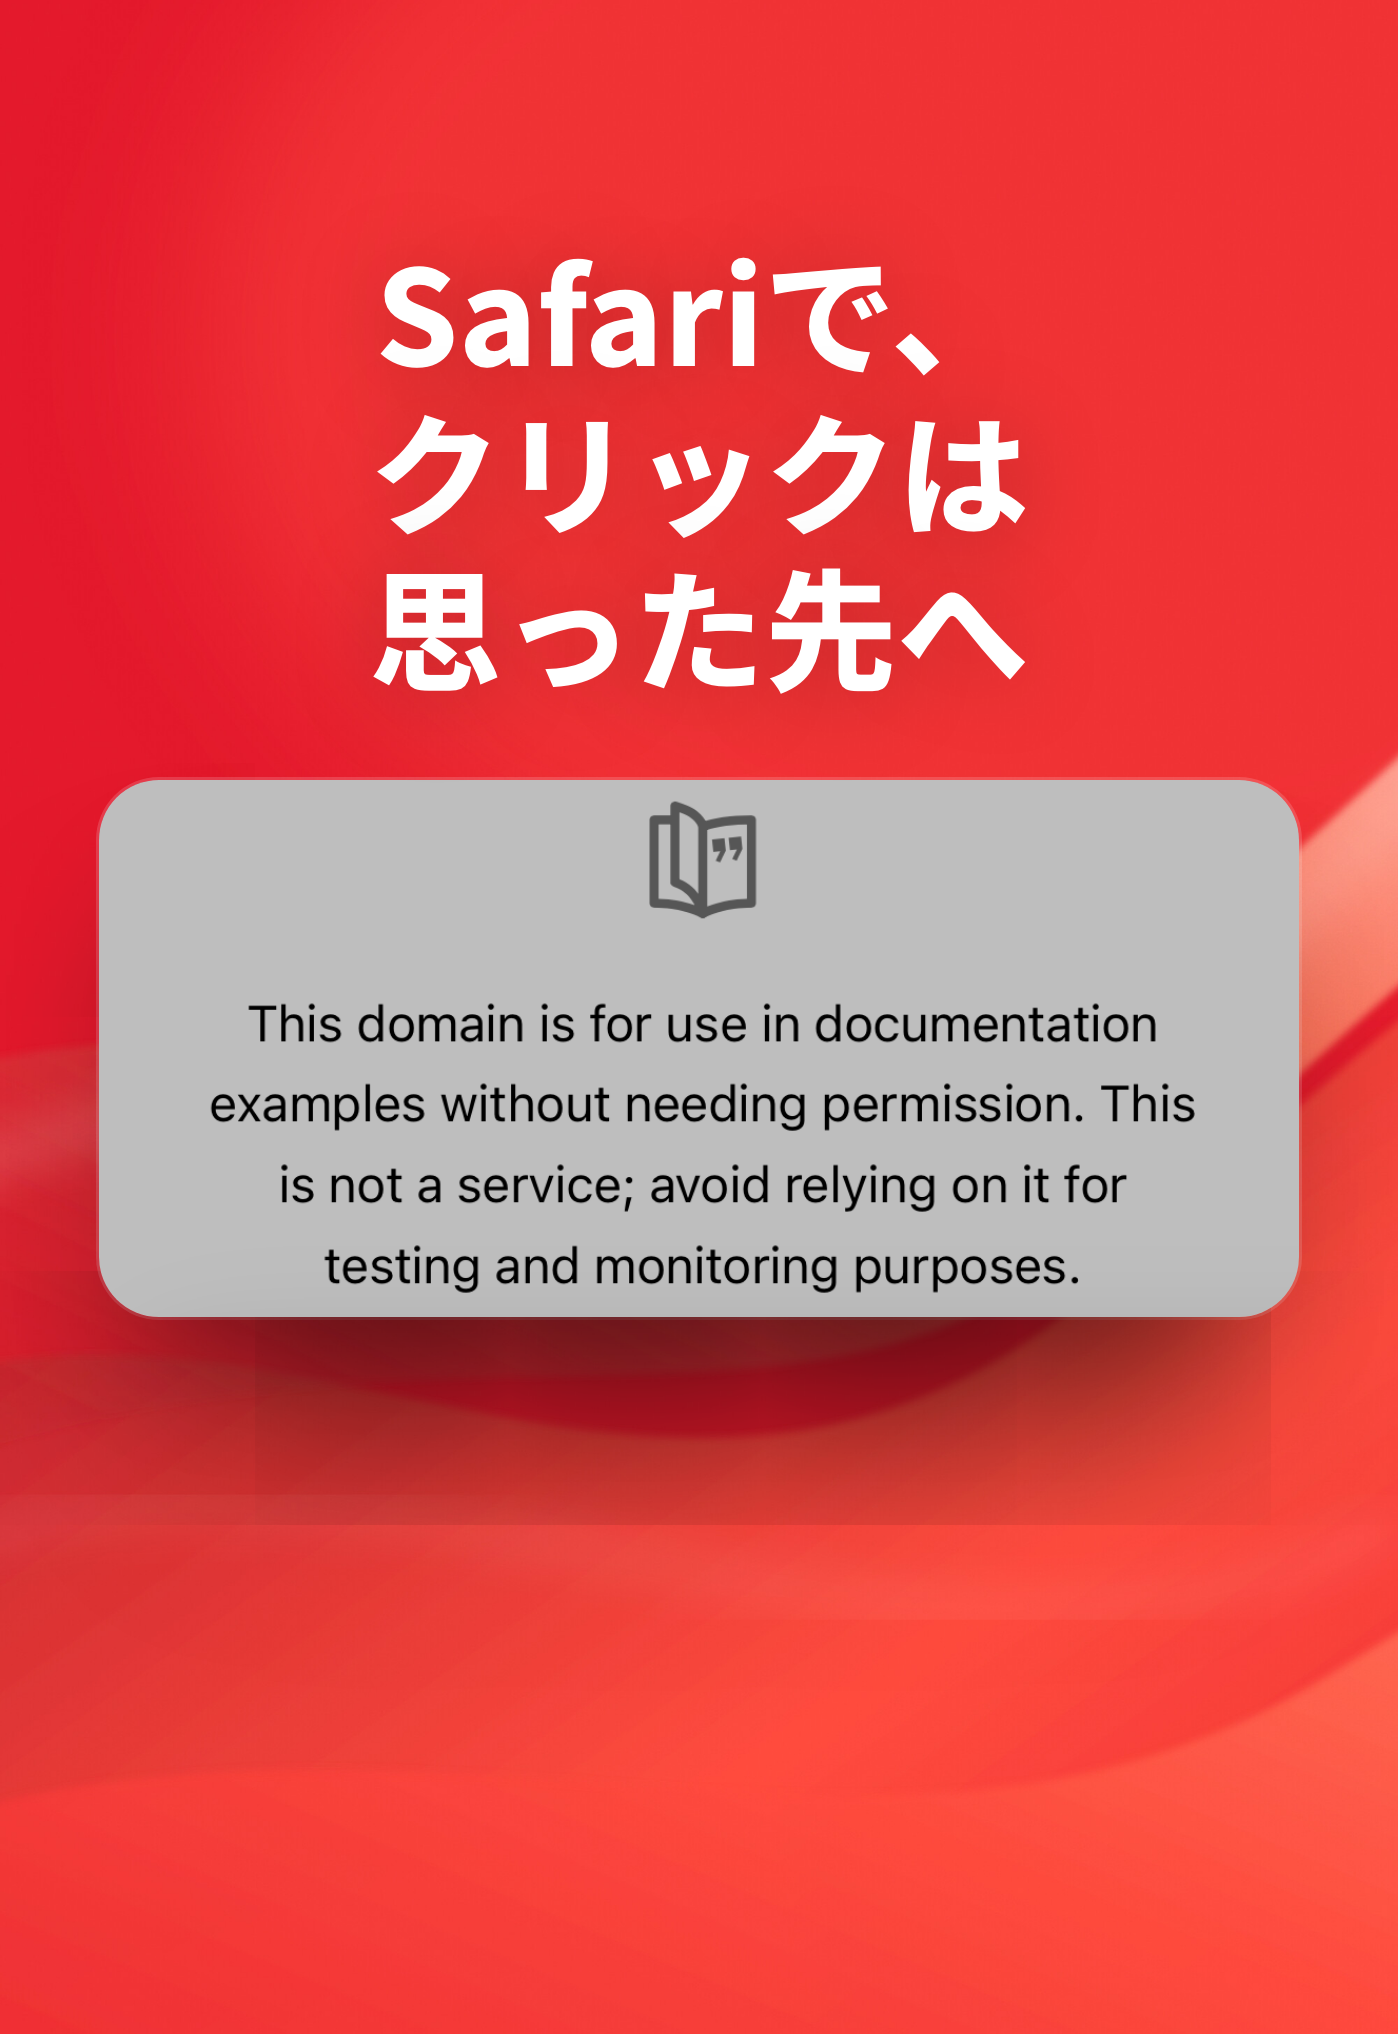 Safariで、
クリックは
思った先へ
This domain is for use in documentation
examples without needing permission. This
is not a service; avoid relying on it for
testing and monitoring purposes.